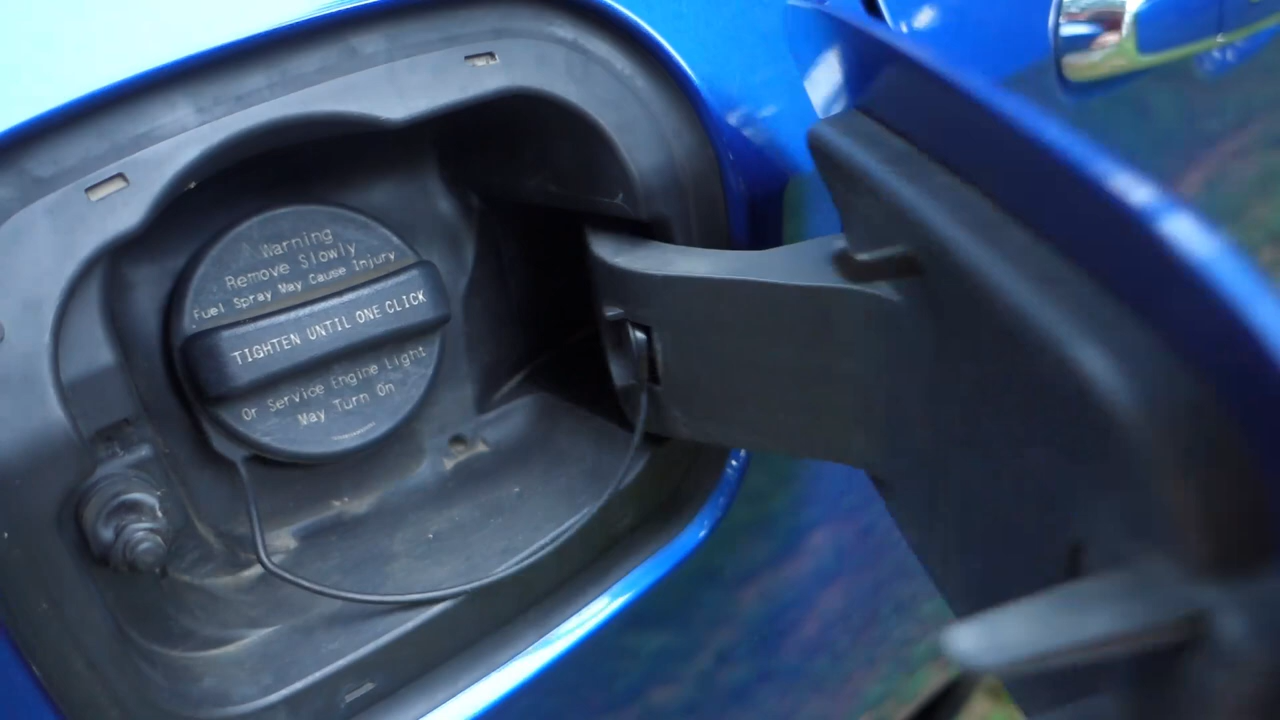 Warning
Remove Slowly
Fuel Spray May Cause Injury
TIGHTEN UNTIL ONE CLICK
Or Service Engine Light
May Turn On